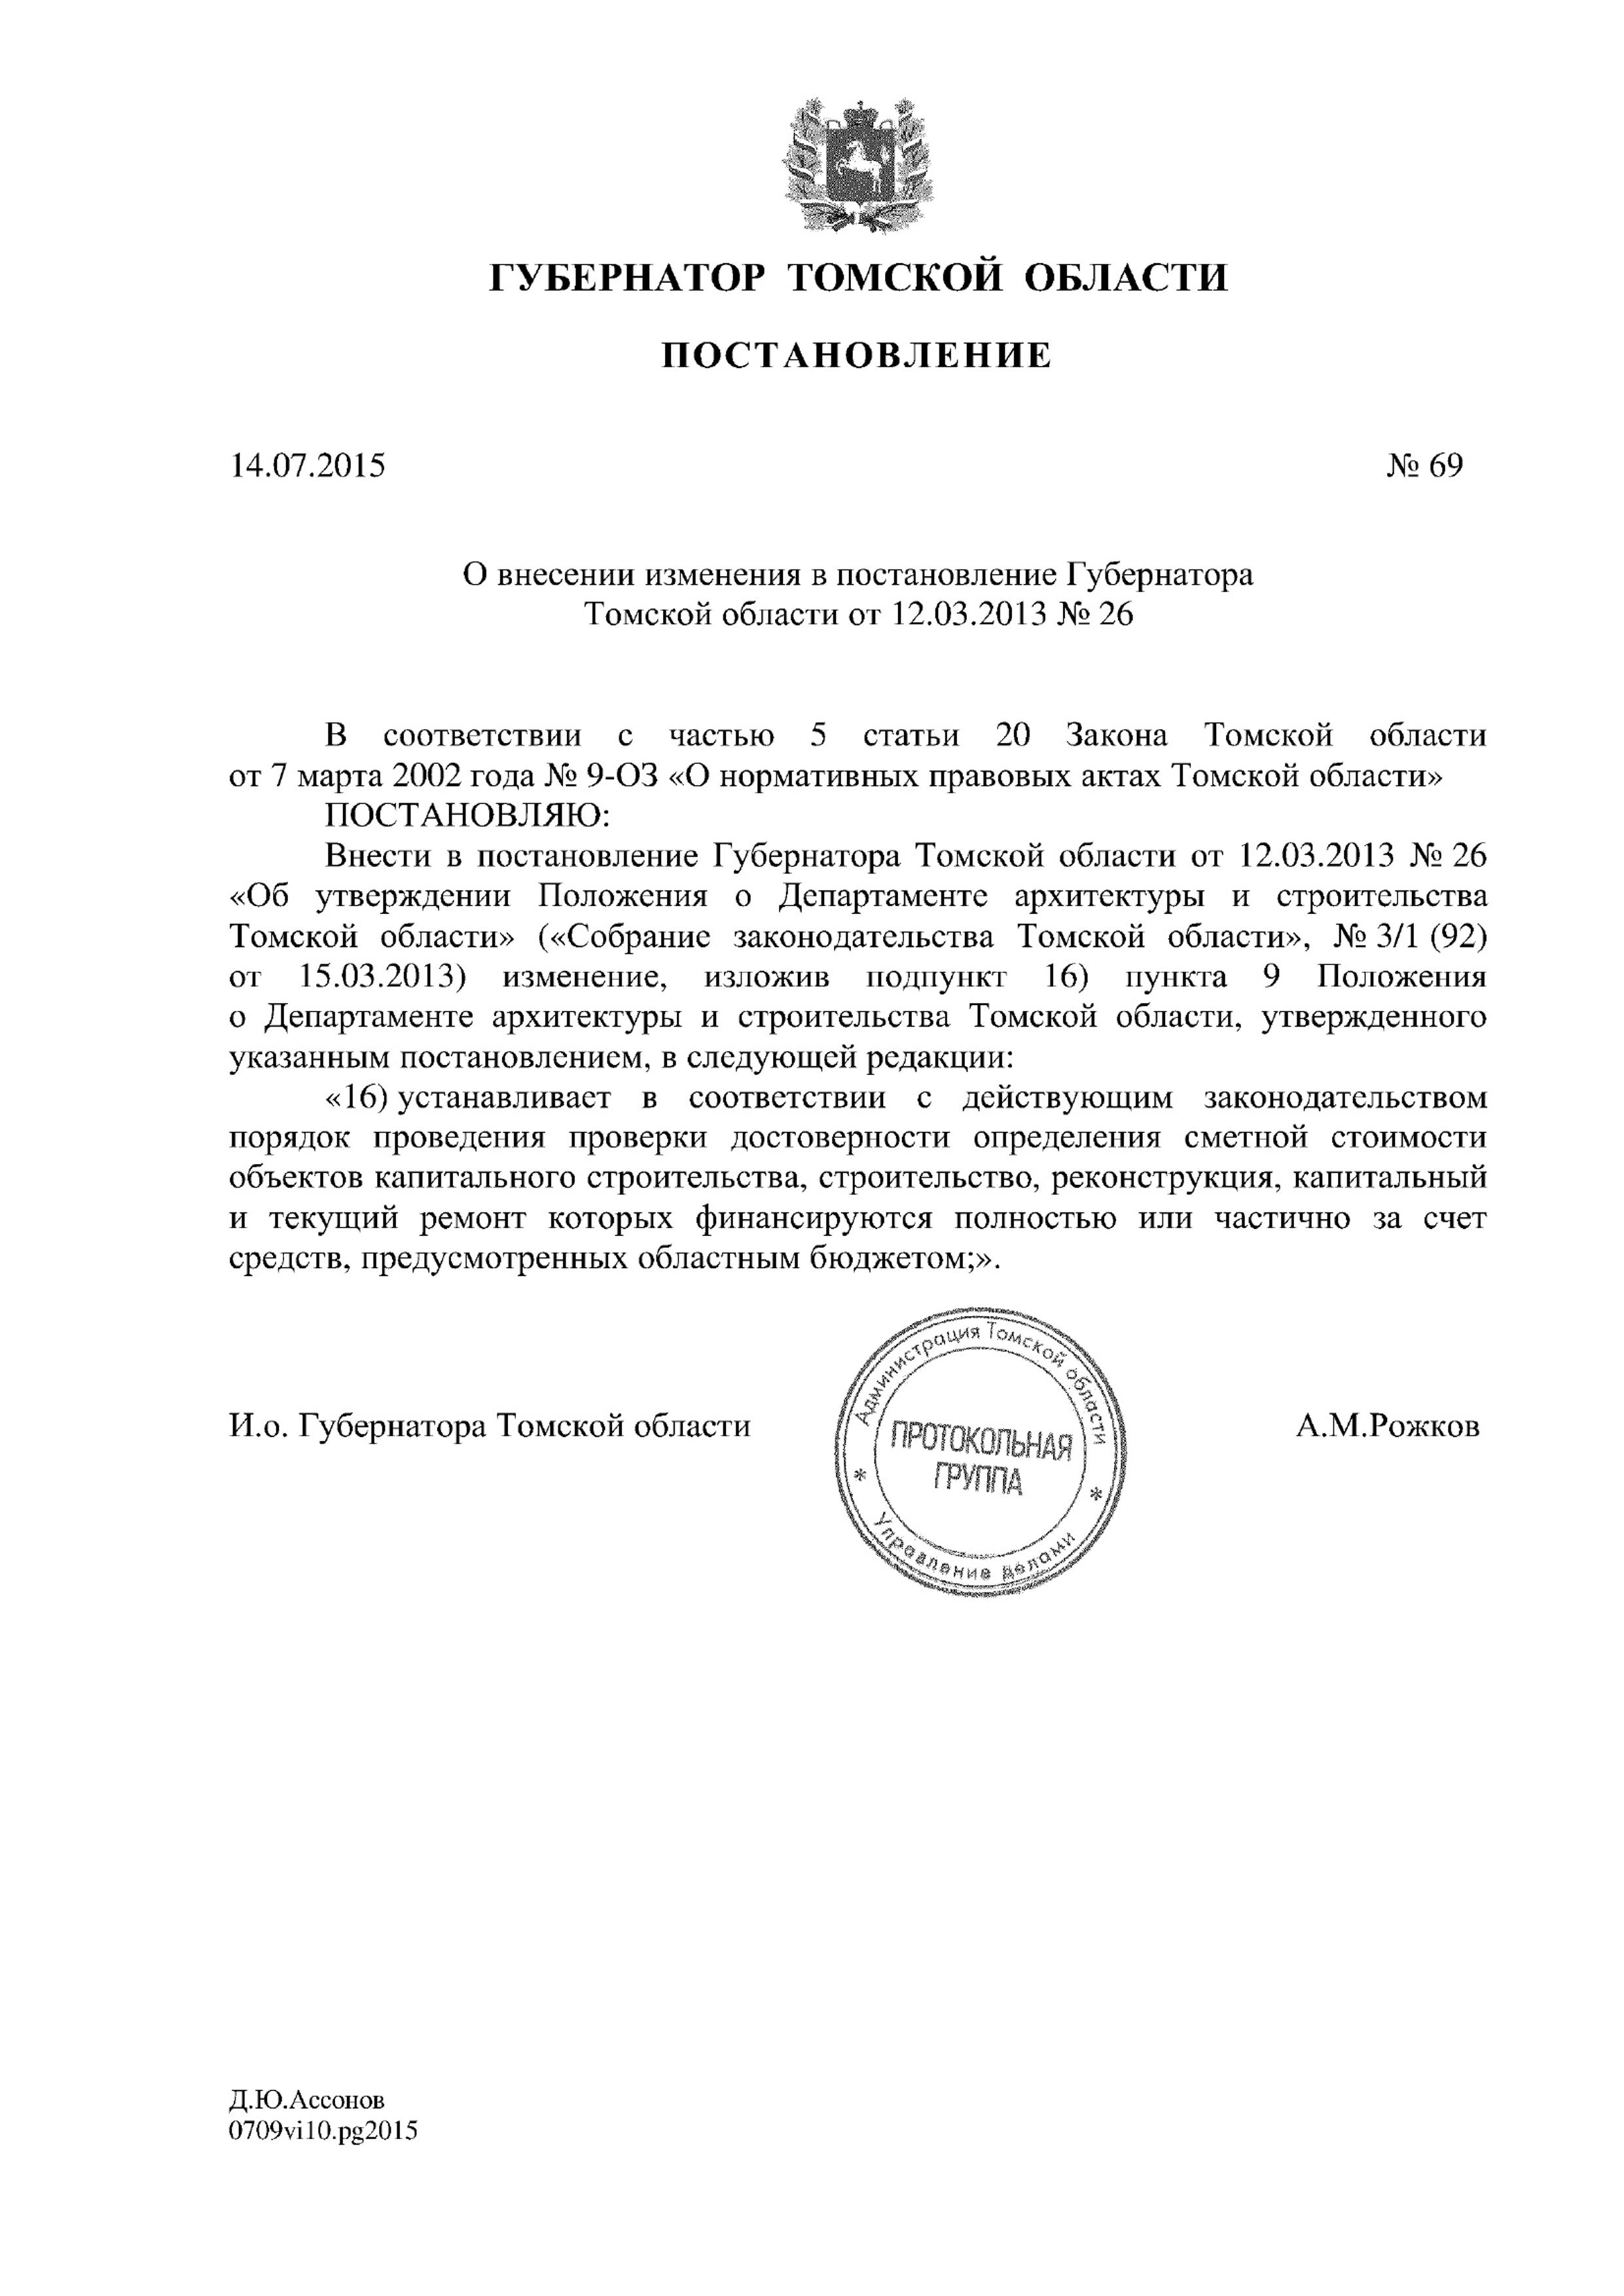 ГУБЕРНАТОР ТОМСКОЙ ОБЛАСТИ
ПОСТАНОВЛЕНИЕ
14.07.2015 № 69
О внесении изменения в постановление Губернатора
Томской области от 12.03.2013 № 26
В соответствии с частью 5 статьи 20 Закона Томской области
от 7 марта 2002 года № 9-ОЗ «О нормативных правовых актах Томской области»
ПОСТАНОВЛЯЮ:
Внести в постановление Губернатора Томской области от 12.03.2013 № 26
«Об утверждении Положения о Департаменте архитектуры и строительства
Томской области» («Собрание законодательства Томской области», № 3/1 (92)
от 15.03.2013) изменение, изложив подпункт 16) пункта 9 Положения
о Департаменте архитектуры и строительства Томской области, утвержденного
указанным постановлением, в следующей редакции:
«16) устанавливает в соответствии с действующим законодательством
порядок проведения проверки достоверности определения сметной стоимости
объектов капитального строительства, строительство, реконструкция, капитальный
и текущий ремонт которых финансируются полностью или частично за счет
средств, предусмотренных областным бюджетом;».
И.о. Губернатора Томской области А.М.Рожков
Администрация Томской области
ПРОТОКОЛЬНАЯ
ГРУППА
* Управление делами *
Д.Ю.Ассонов
0709vi10.pg2015